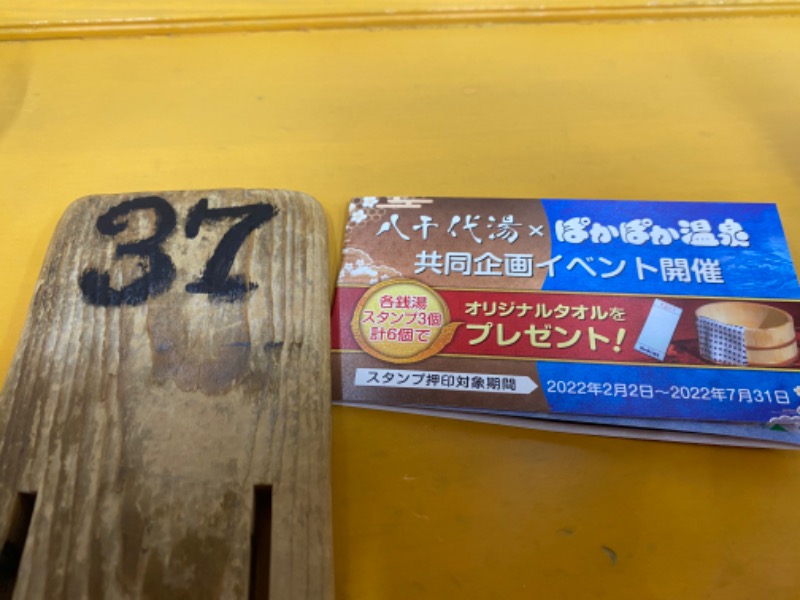 37
八千代湯×ぽかぽか温泉
共同企画イベント開催
各銭湯
スタンプ3個
計6個で
オリジナルタオルを
プレゼント!
スタンプ押印対象期間
2022年2月2日～2022年7月31日